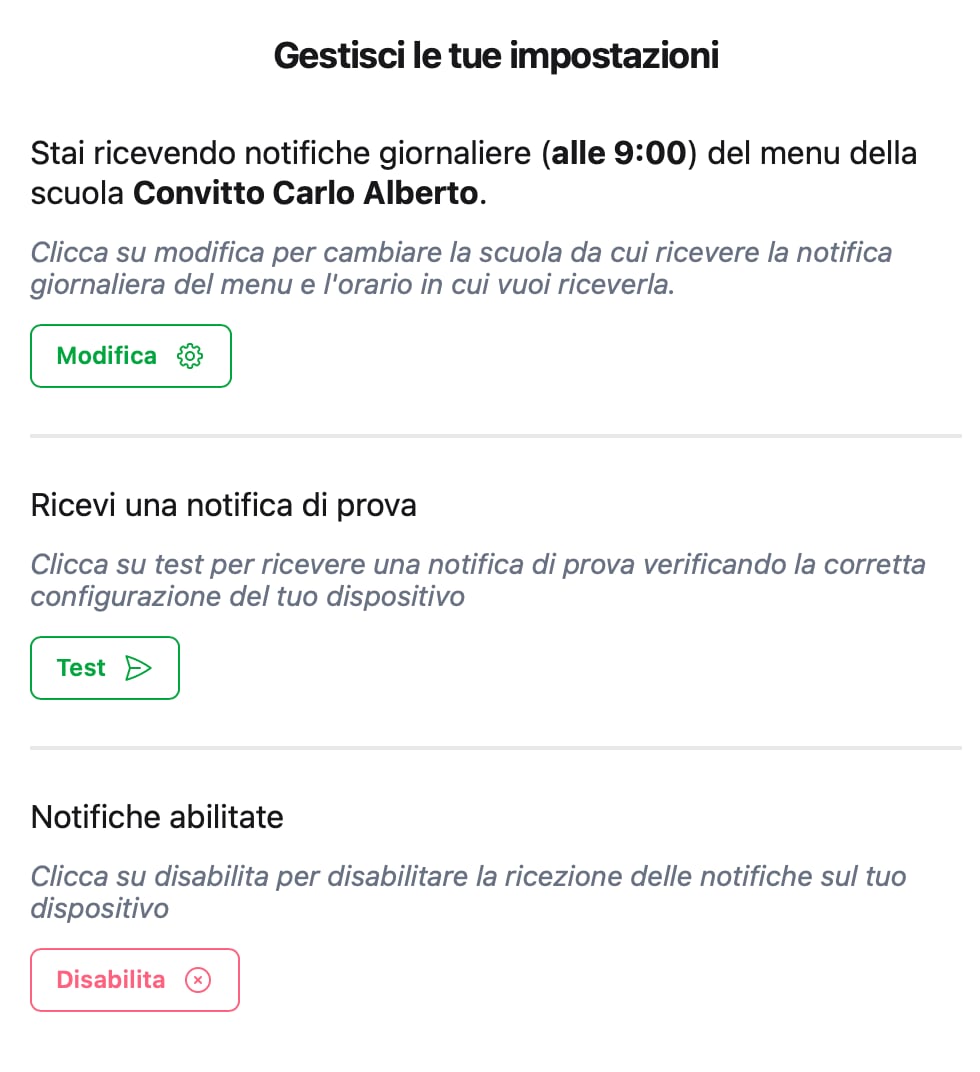 Gestisci le tue impostazioni
Stai ricevendo notifiche giornaliere (alle 9:00) del menu della
scuola Convitto Carlo Alberto.
Clicca su modifica per cambiare la scuola da cui ricevere la notifica
giornaliera del menu e l'orario in cui vuoi riceverla.
Modifica
Ricevi una notifica di prova
Clicca su test per ricevere una notifica di prova verificando la corretta
configurazione del tuo dispositivo
Test
Notifiche abilitate
Clicca su disabilita per disabilitare la ricezione delle notifiche sul tuo
dispositivo
Disabilita